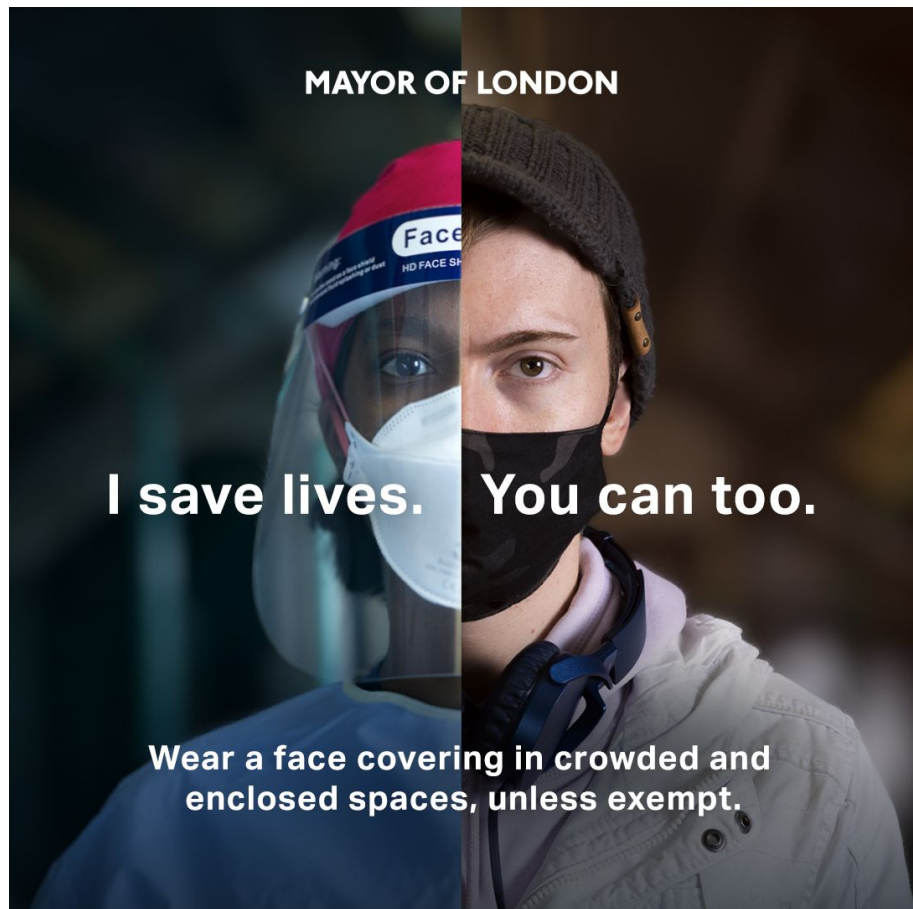 MAYOR OF LONDON
Face
HD FACE SH
I save lives. You can too.
Wear a face covering in crowded and
enclosed spaces, unless exempt.